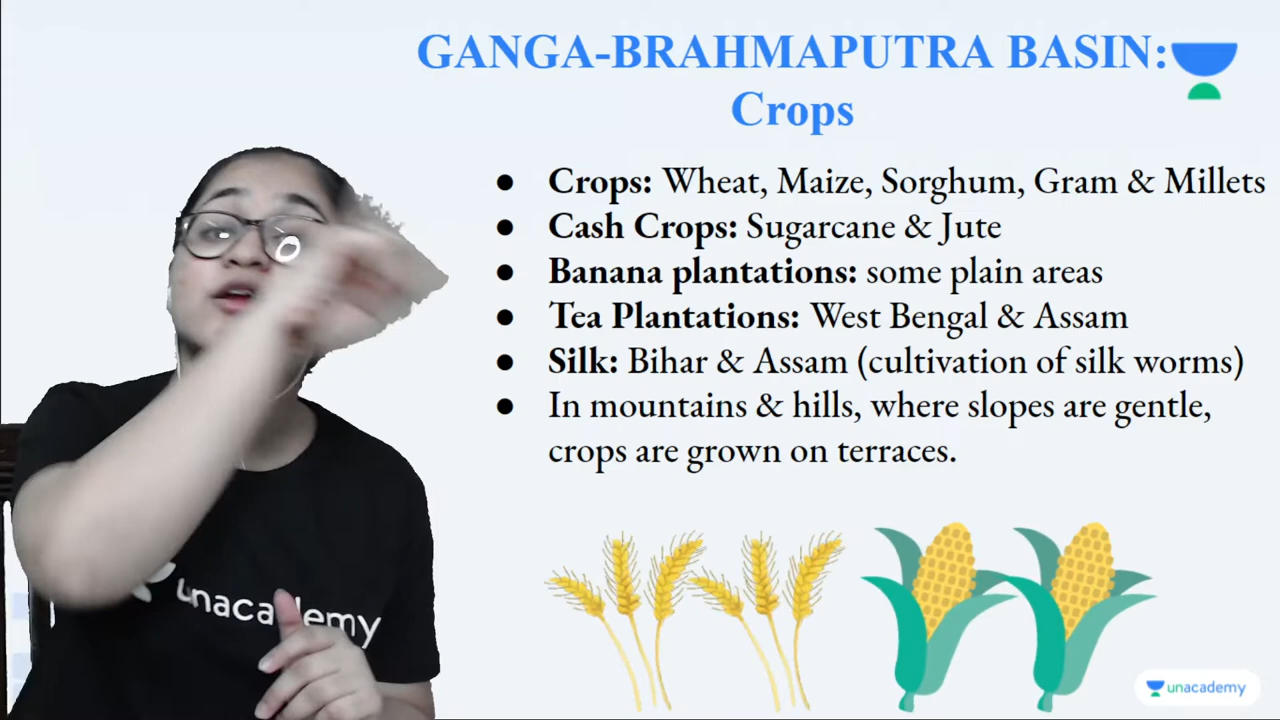 GANGA-BRAHMAPUTRA BASIN:
Crops
● Crops: Wheat, Maize, Sorghum, Gram & Millets
● Cash Crops: Sugarcane & Jute
● Banana plantations: some plain areas
● Tea Plantations: West Bengal & Assam
● Silk: Bihar & Assam (cultivation of silk worms)
● In mountains & hills, where slopes are gentle,
crops are grown on terraces.
unacademy
unacademy